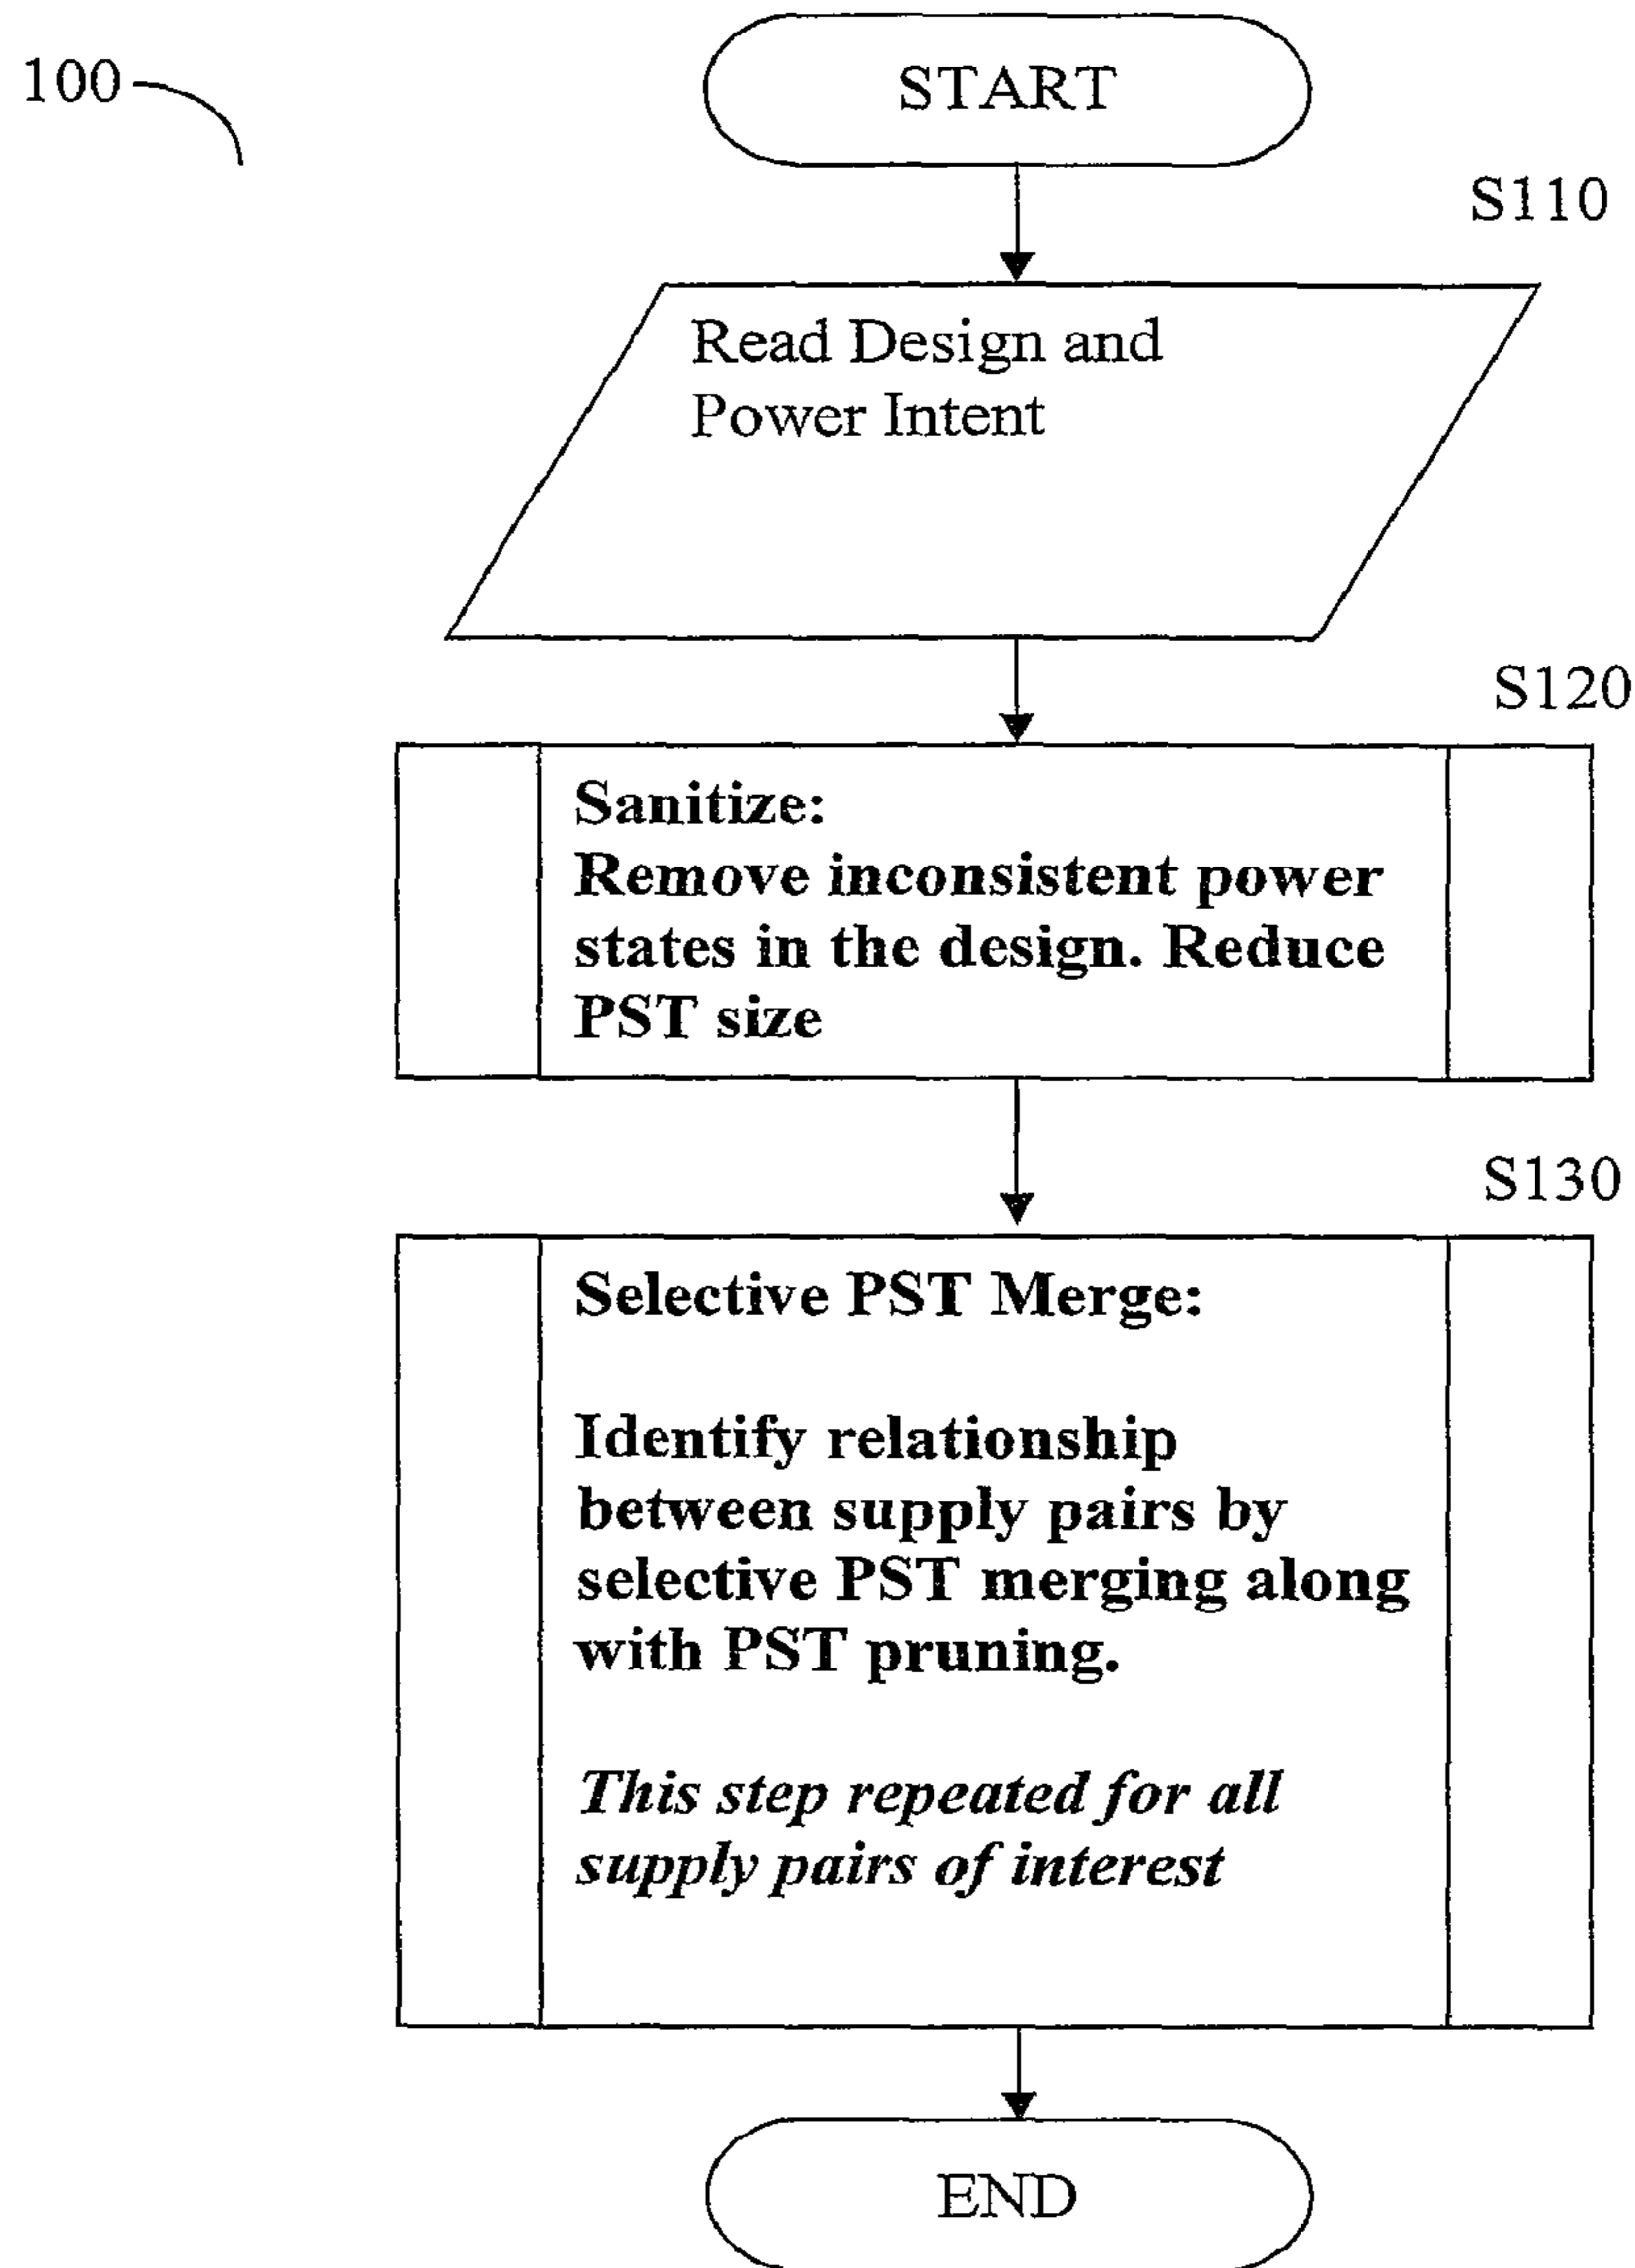 100
START
S110
Read Design and
Power Intent
S120
Sanitize:
Remove inconsistent power
states in the design. Reduce
PST size
S130
Selective PST Merge:
Identify relationship
between supply pairs by
selective PST merging along
with PST pruning.
This step repeated for all
supply pairs of interest
END